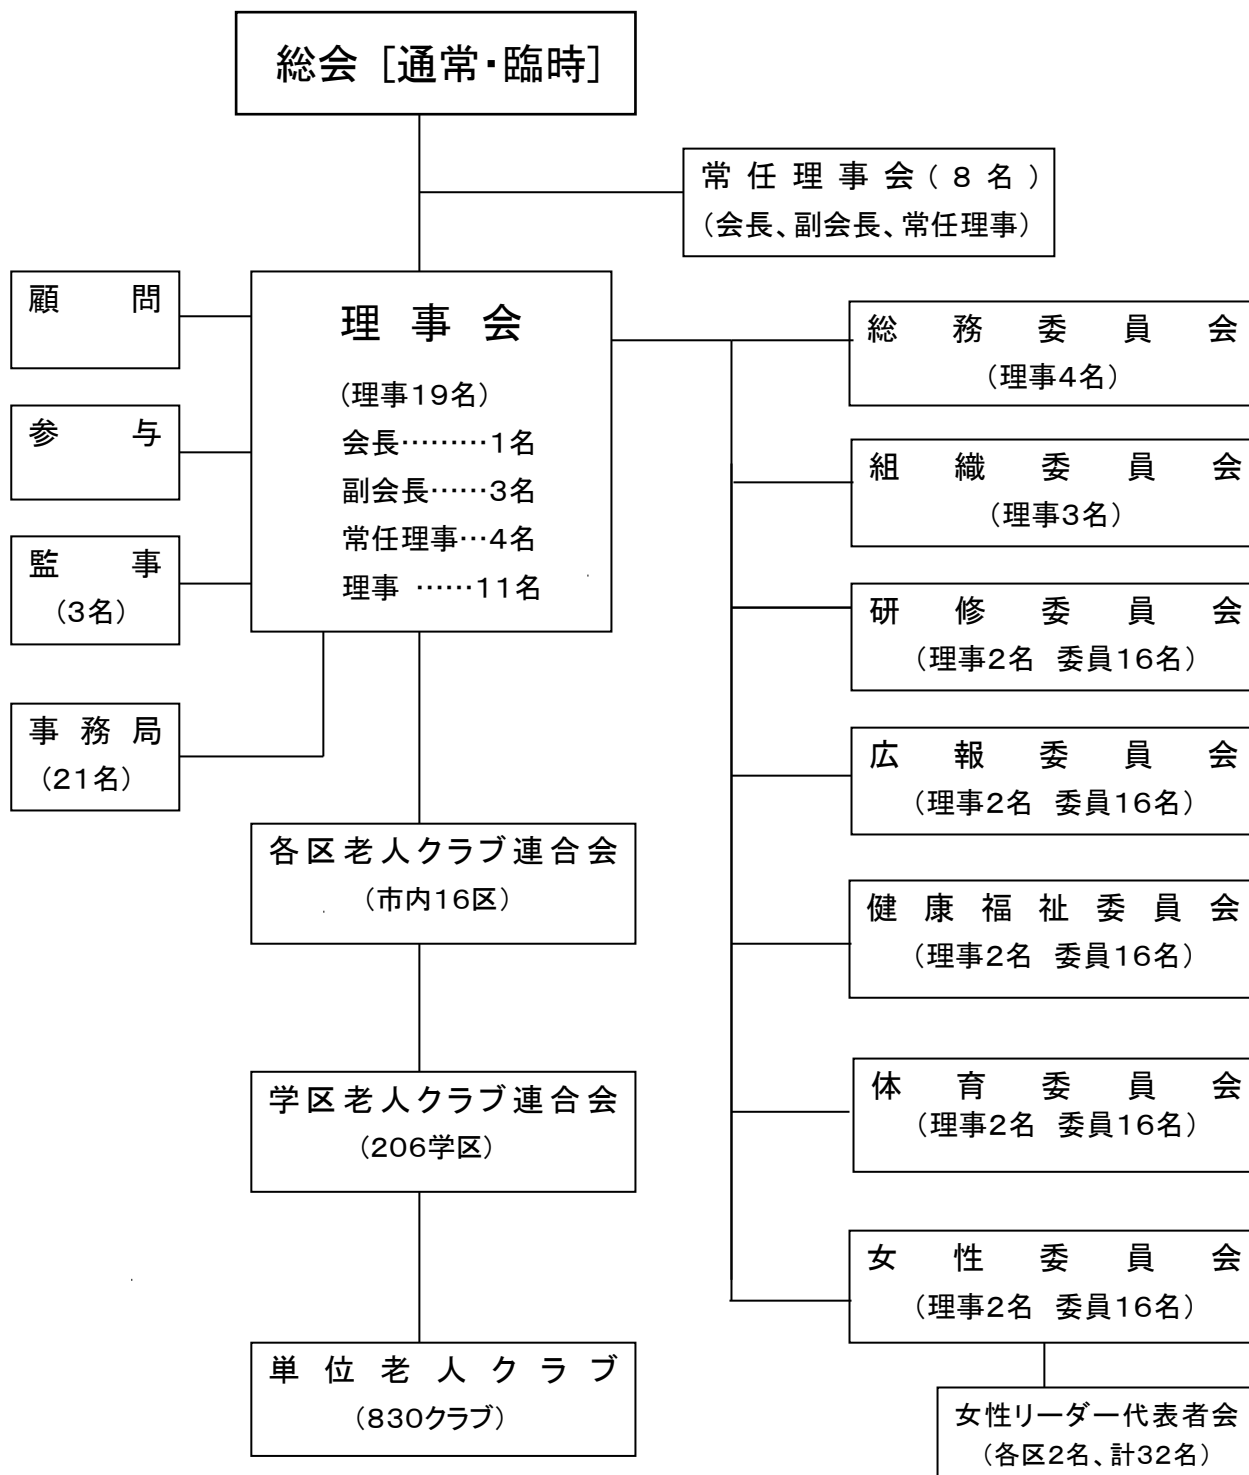 総会［通常・臨時］
常任理事会（8名）
（会長、副会長、常任理事）
顧問
参与
監事
（3名）
事務局
（21名）
理事会
（理事19名）
会長………1名
副会長……3名
常任理事…4名
理事 ……11名
総務委員会
（理事4名）
組織委員会
（理事3名）
研修委員会
（理事2名 委員16名）
広報委員会
（理事2名 委員16名）
健康福祉委員会
（理事2名 委員16名）
体育委員会
（理事2名 委員16名）
女性委員会
（理事2名 委員16名）
女性リーダー代表者会
（各区2名、計32名）
各区老人クラブ連合会
（市内16区）
学区老人クラブ連合会
（206学区）
単位老人クラブ
（830クラブ）